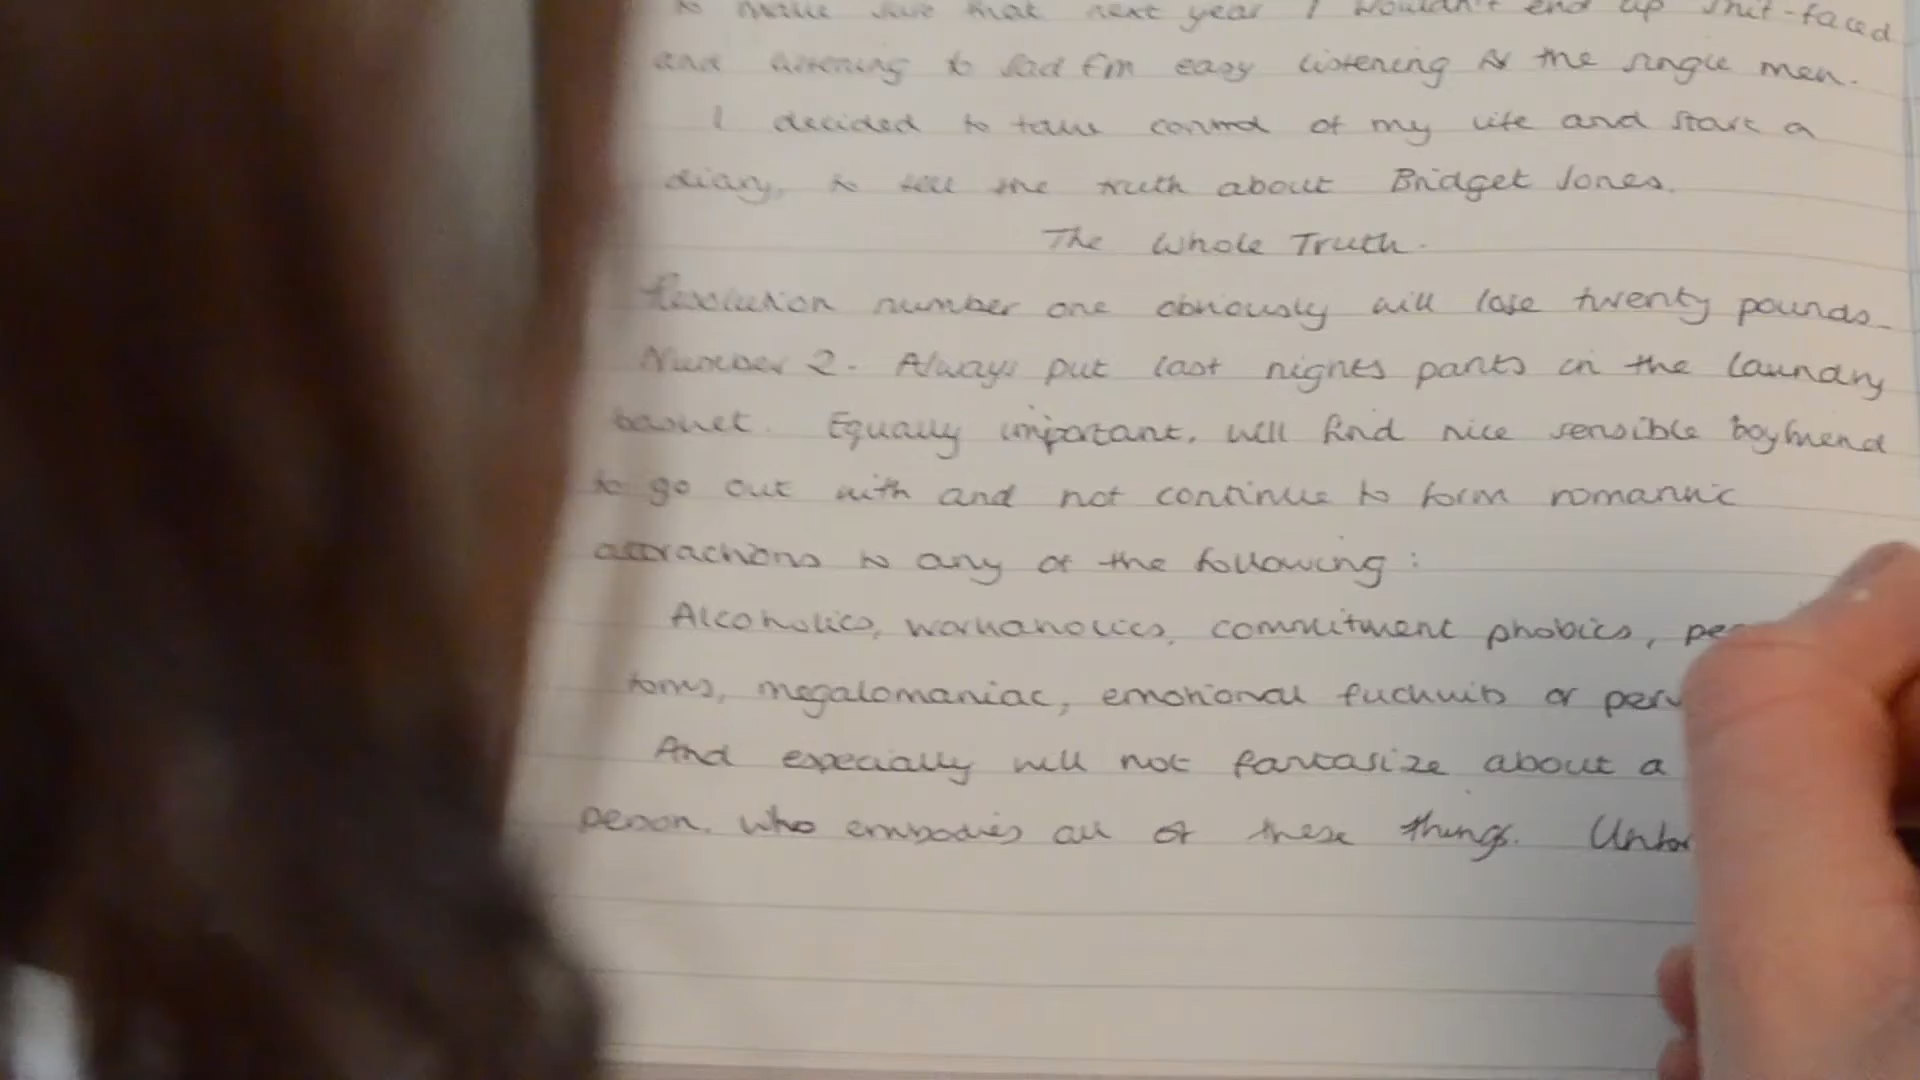 to make sure that next year I wouldn't end up shit-faced
and listening to sad fm easy listening for the single men.
I decided to take control of my life and start a
diary, to tell the truth about Bridget Jones.
The Whole Truth.
Resolution number one obviously will lose twenty pounds.
Number 2. Always put last nights pants in the laundry
basket. Equally important, will find nice sensible boyfriend
to go out with and not continue to form romantic
attractions to any of the following:
Alcoholics, workaholics, commitment phobics, pee
toms, megalomaniac, emotional fuckwits or perv
And especially will not fantasize about a
person. who embodies all of these things. Unfor